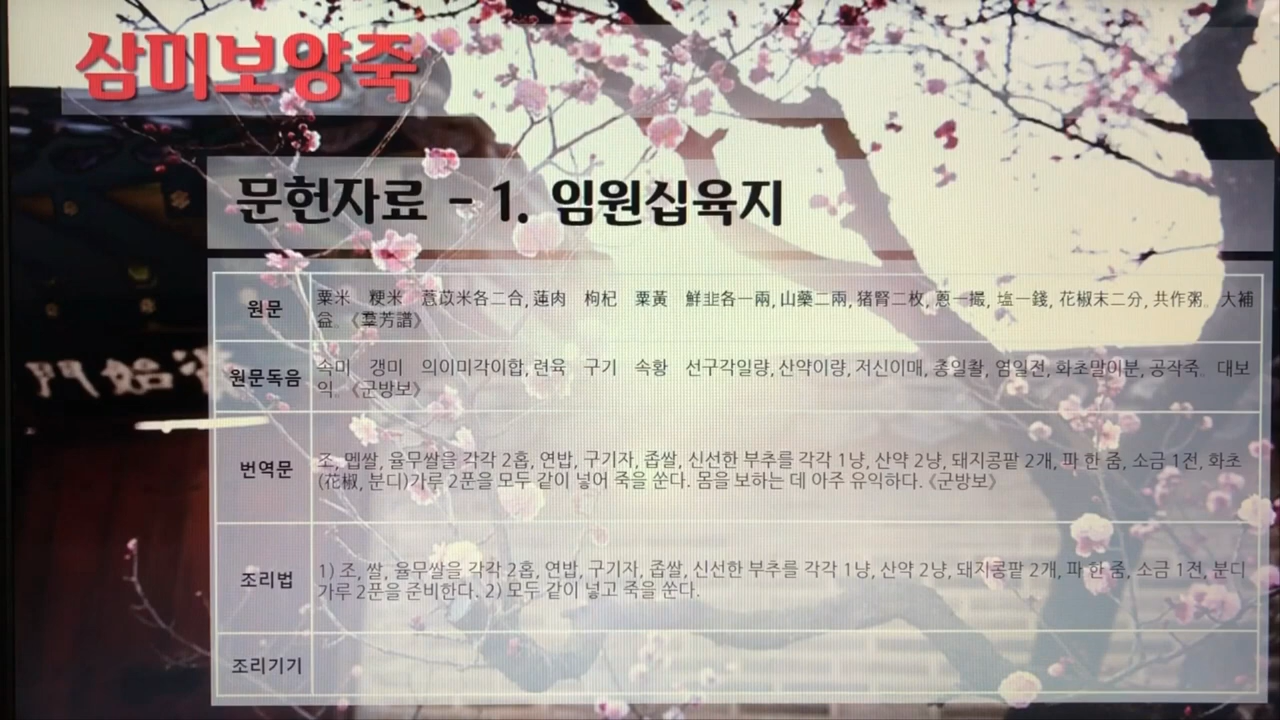 삼미보양죽
문헌자료 - 1. 임원십육지
원문
粟米 粳米 薏苡米各二合, 蓮肉 枸杞 粟黃 鮮韭各一兩, 山藥二兩, 猪腎二枚, 蔥一撮, 塩一錢, 花椒末二分, 共作粥。大補
益。《羣芳譜》
원문독음
속미 갱미 의이미각이합, 련육 구기 속황 선구각일량, 산약이량, 저신이매, 총일촬, 염일전, 화초말이분, 공작죽。대보
익。《군방보》
번역문
조, 멥쌀, 율무쌀을 각각 2홉, 연밥, 구기자, 좁쌀, 신선한 부추를 각각 1냥, 산약 2냥, 돼지콩팥 2개, 파 한 줌, 소금 1전, 화초
(花椒, 분디)가루 2푼을 모두 같이 넣어 죽을 쑨다. 몸을 보하는 데 아주 유익하다.《군방보》
조리법
1) 조, 쌀, 율무쌀을 각각 2홉, 연밥, 구기자, 좁쌀, 신선한 부추를 각각 1냥, 산약 2냥, 돼지콩팥 2개, 파 한 줌, 소금 1전, 분디
가루 2푼을 준비한다. 2) 모두 같이 넣고 죽을 쑨다.
조리기기
門始